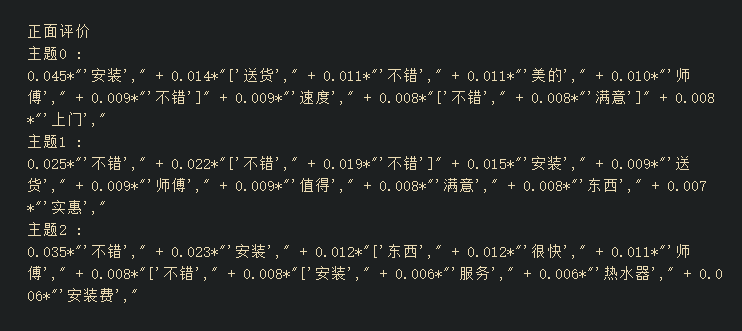 正面评价
主题0 :
0.045*"'安装'," + 0.014*"['送货'," + 0.011*"'不错'," + 0.011*"'美的'," + 0.010*"'师
傅'," + 0.009*"'不错']" + 0.009*"'速度'," + 0.008*"['不错'," + 0.008*"'满意']" + 0.008
*"'上门',"
主题1 :
0.025*"'不错'," + 0.022*"['不错'," + 0.019*"'不错']" + 0.015*"'安装'," + 0.009*"'送
货'," + 0.009*"'师傅'," + 0.009*"'值得'," + 0.008*"'满意'," + 0.008*"'东西'," + 0.007
*"'实惠',"
主题2 :
0.035*"'不错'," + 0.023*"'安装'," + 0.012*"['东西'," + 0.012*"'很快'," + 0.011*"'师
傅'," + 0.008*"['不错'," + 0.008*"['安装'," + 0.006*"'服务'," + 0.006*"'热水器'," + 0.0
06*"'安装费',"